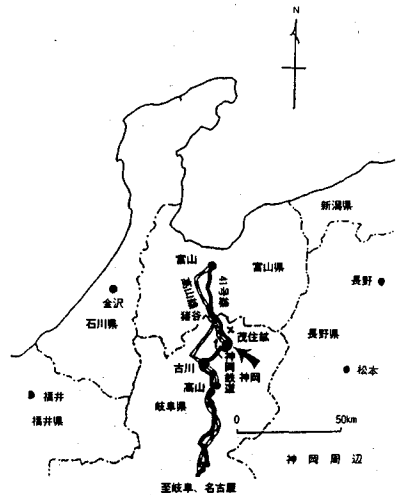 N
新潟県
富山
富山県
41号線
高山線
長野
金沢
猪谷
茂住鉱
石川県
長野県
神岡鉄道
古川
神岡
松本
高山
福井
岐阜県
福井県
0 50km
神岡周辺
至岐阜、名古屋